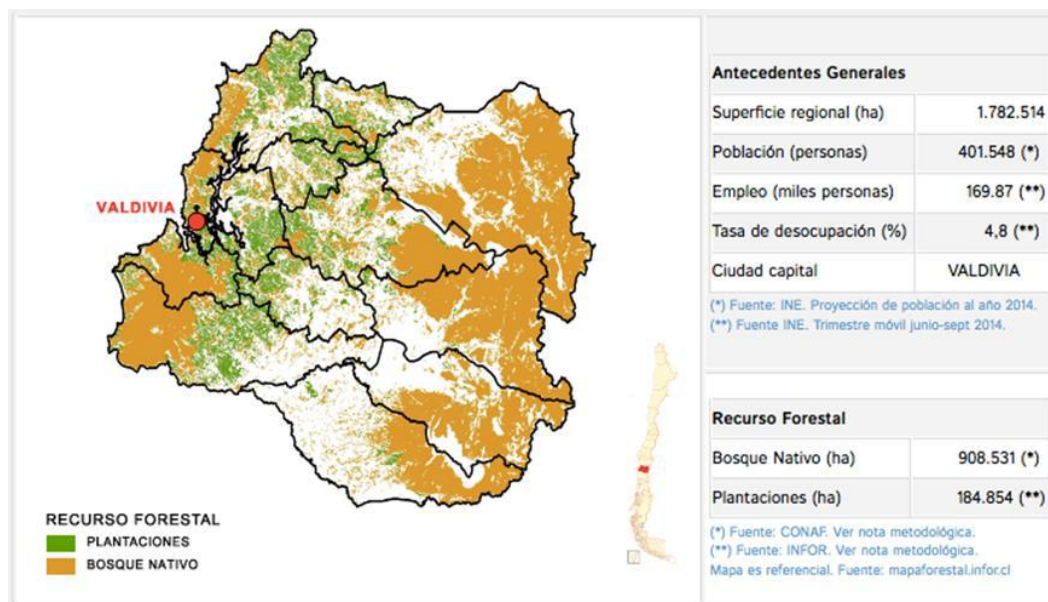 VALDIVIA
RECURSO FORESTAL
PLANTACIONES
BOSQUE NATIVO
Antecedentes Generales
Superficie regional (ha) 1.782.514
Población (personas) 401.548 (*)
Empleo (miles personas) 169.87 (**)
Tasa de desocupación (%) 4,8 (**)
Ciudad capital VALDIVIA
(*) Fuente: INE. Proyección de población al año 2014.
(**) Fuente INE. Trimestre móvil junio-sept 2014.
Recurso Forestal
Bosque Nativo (ha) 908.531 (*)
Plantaciones (ha) 184.854 (**)
(*) Fuente: CONAF. Ver nota metodológica.
(**) Fuente: INFOR. Ver nota metodológica.
Mapa es referencial. Fuente: mapaforestal.infor.cl